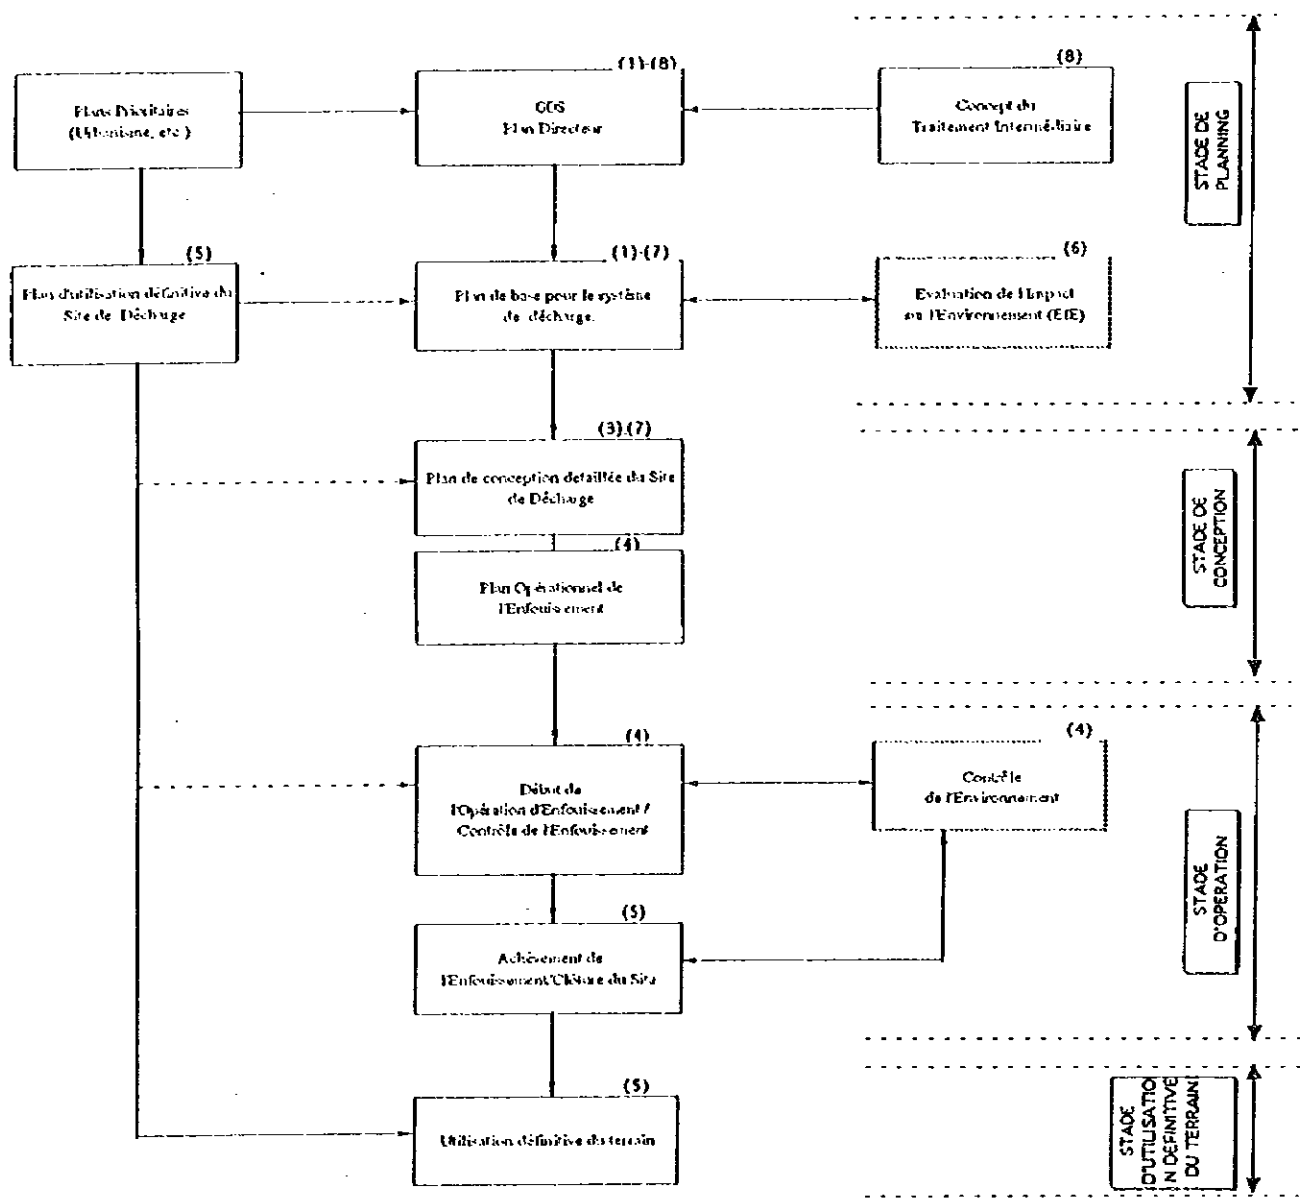 (1)-(8)
(8)
Plans Prioritaires
(Urbanisme, etc.)
GDS
Plan Directeur
Concept du
Traitement Intermédiaire
STADE DE
PLANNING
(5)
(1)-(7)
(6)
Plan d'utilisation définitive du
Site de Décharge
Plan de base pour le système
de décharge.
Evaluation de l'Impact
su l'Environnement (EIE)
(3),(7)
Plan de conception detaillée du Site
de Décharge
STADE DE
CONCEPTION
(4)
Plan Opérationnel de
l'Enfouissement
(4)
(4)
Début de
l'Opération d'Enfouissement /
Contrôle de l'Enfouissement
Contrôle
de l'Environnement
STADE
D'OPERATION
(5)
Achèvement de
l'Enfouissement/Clôture du Site
(5)
Utilisation définitive du terrain
STADE
D'UTILISATIO
N DEFINITIVE
DU TERRAIN